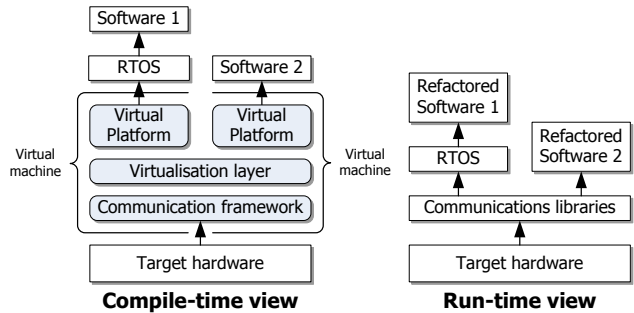 Software 1
RTOS
Software 2
Virtual
Platform
Virtual
Platform
Virtual
machine
Virtual
machine
Virtualisation layer
Communication framework
Target hardware
Compile-time view
Refactored
Software 1
RTOS
Refactored
Software 2
Communications libraries
Target hardware
Run-time view